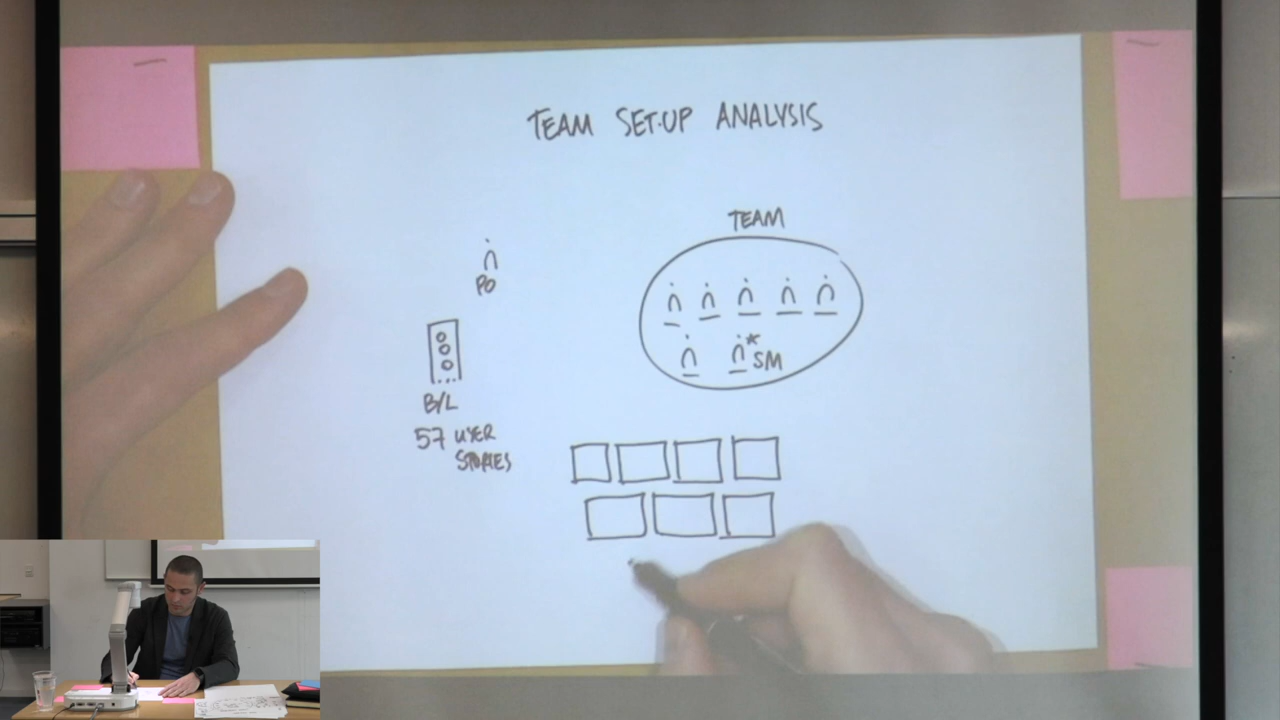 TEAM SET-UP ANALYSIS
TEAM
PO
* SM
B/L
57 USER
STORIES